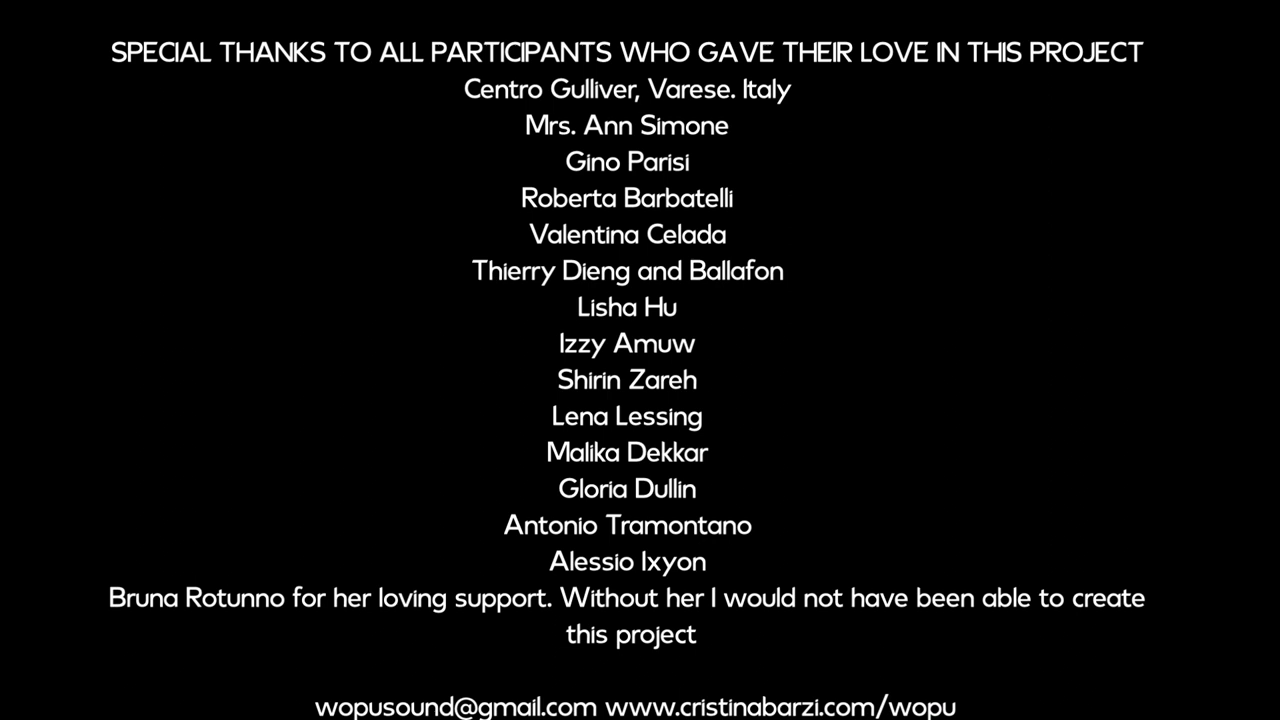 SPECIAL THANKS TO ALL PARTICIPANTS WHO GAVE THEIR LOVE IN THIS PROJECT
Centro Gulliver, Varese. Italy
Mrs. Ann Simone
Gino Parisi
Roberta Barbatelli
Valentina Celada
Thierry Dieng and Ballafon
Lisha Hu
Izzy Amuw
Shirin Zareh
Lena Lessing
Malika Dekkar
Gloria Dullin
Antonio Tramontano
Alessio Ixyon
Bruna Rotunno for her loving support. Without her I would not have been able to create
this project
wopusound@gmail.com www.cristinabarzi.com/wopu